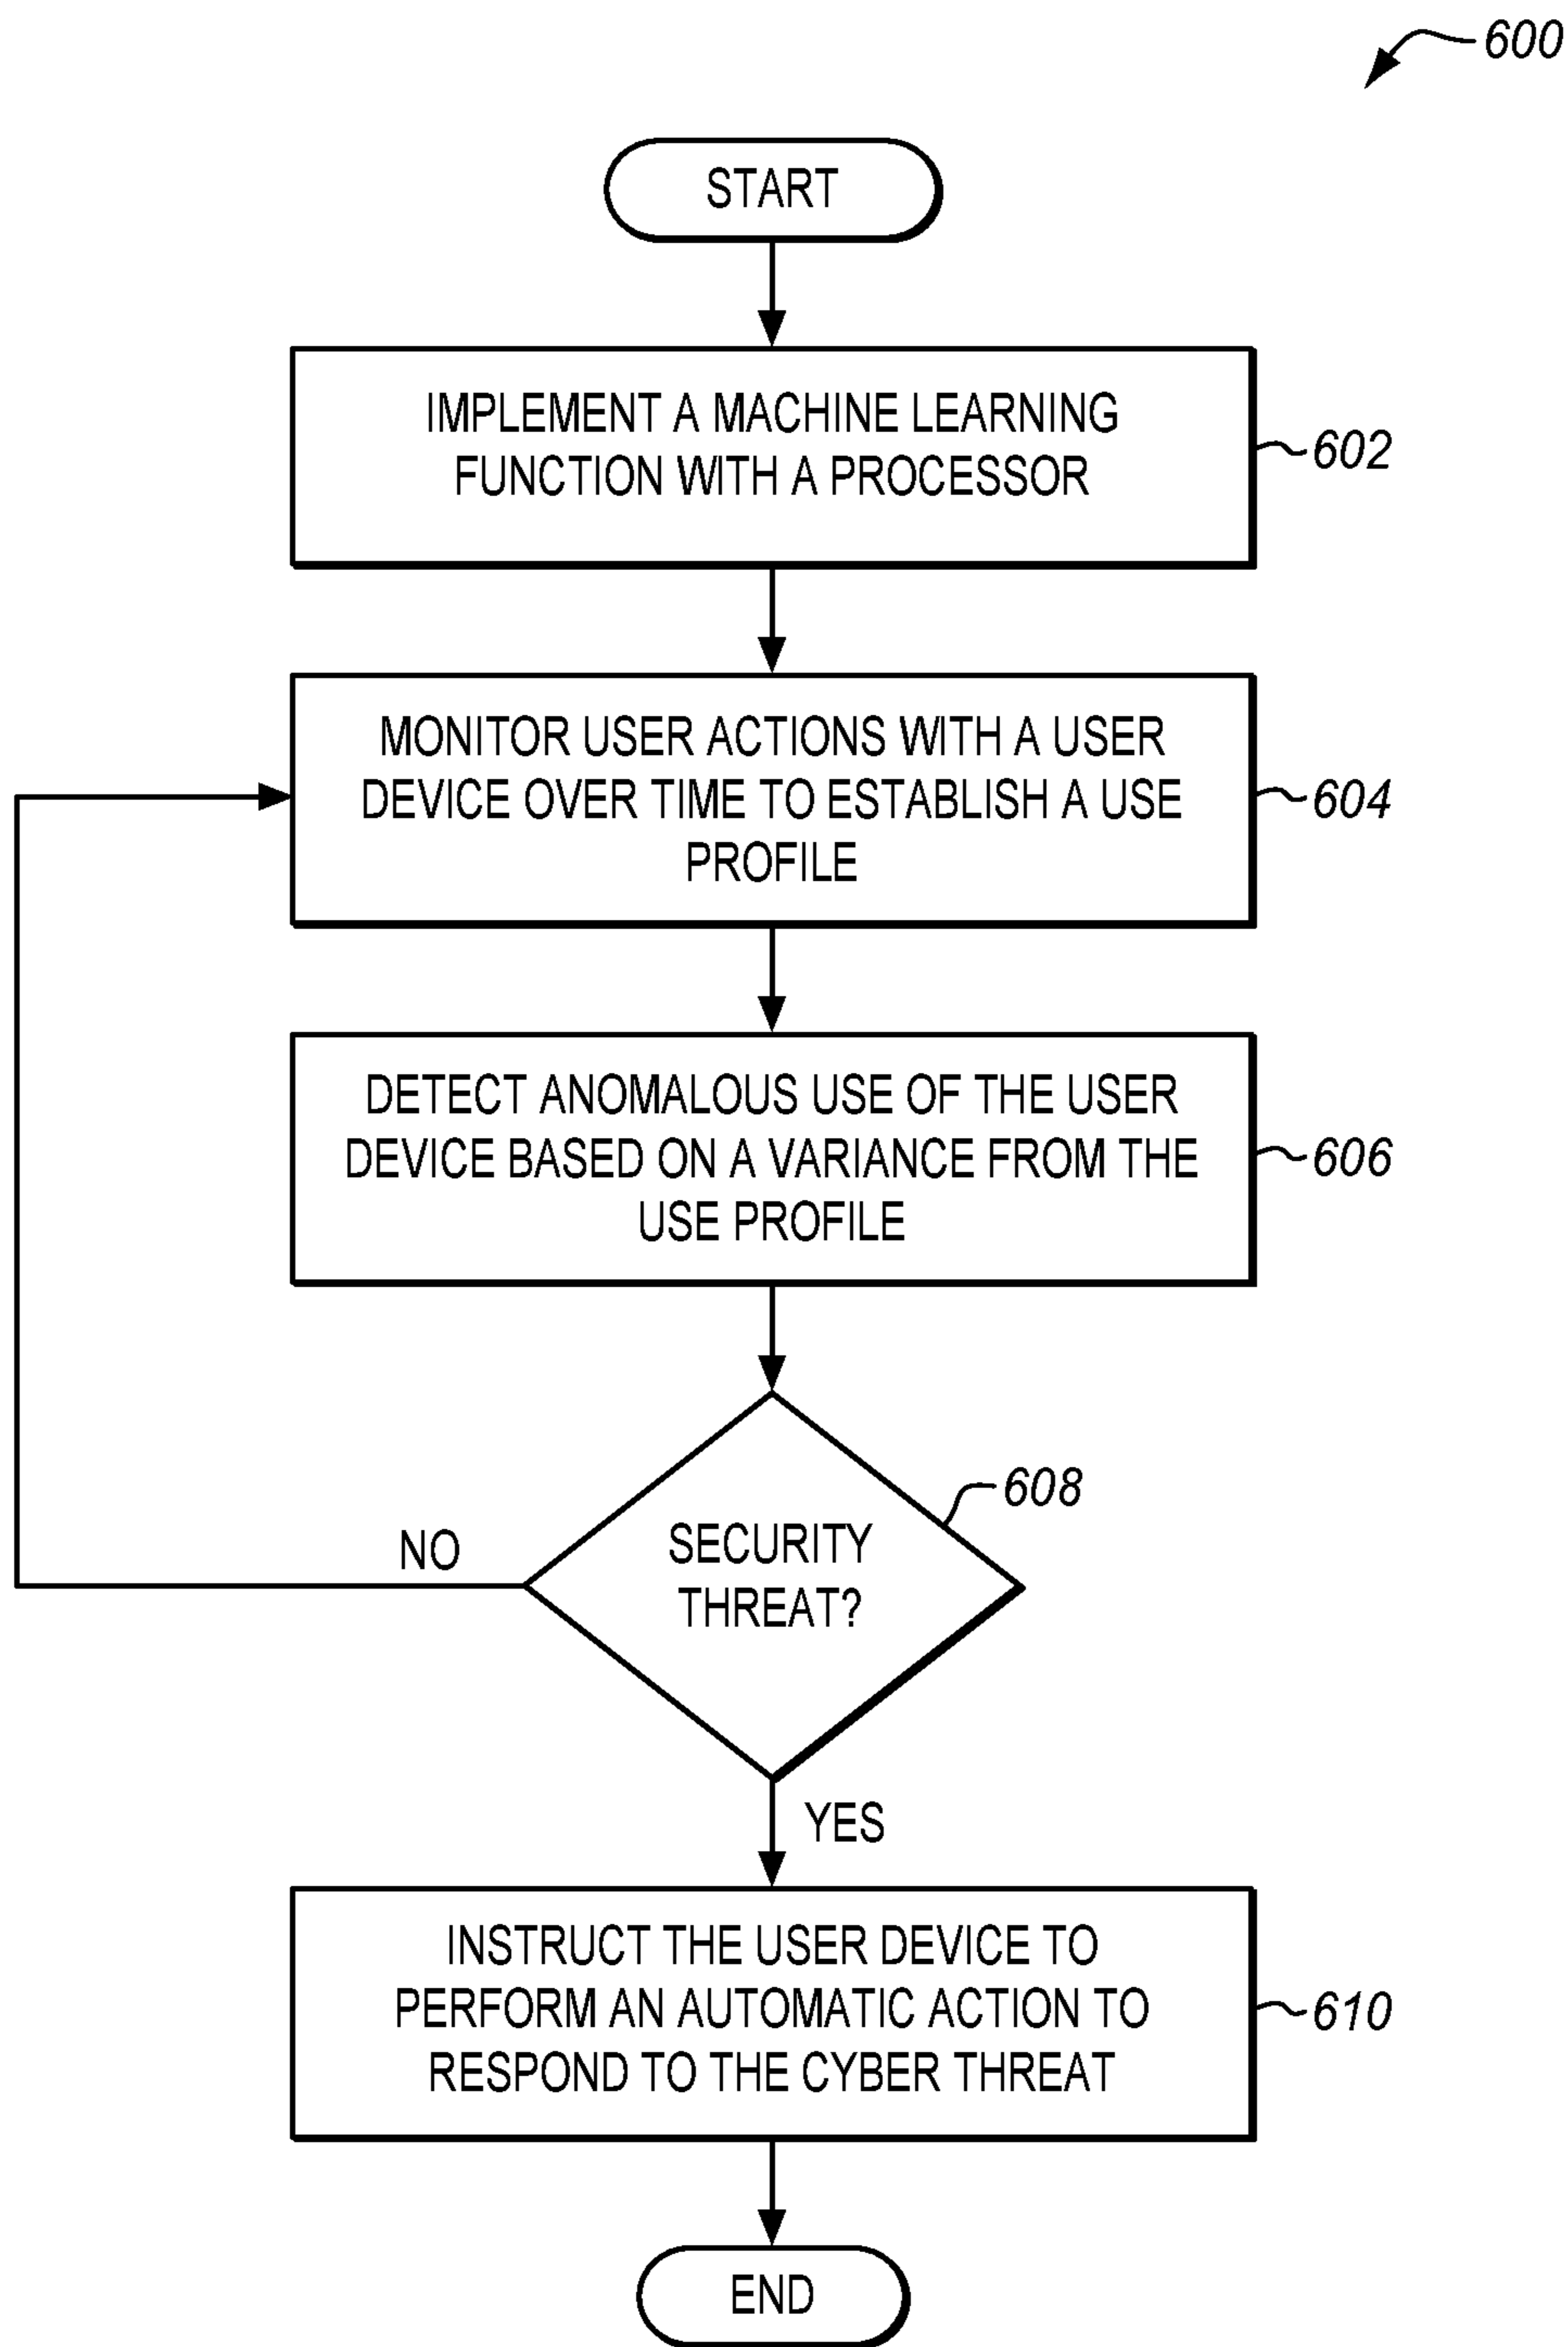 600
START
IMPLEMENT A MACHINE LEARNING
FUNCTION WITH A PROCESSOR
602
MONITOR USER ACTIONS WITH A USER
DEVICE OVER TIME TO ESTABLISH A USE
PROFILE
604
DETECT ANOMALOUS USE OF THE USER
DEVICE BASED ON A VARIANCE FROM THE
USE PROFILE
606
608
SECURITY
THREAT?
NO
YES
INSTRUCT THE USER DEVICE TO
PERFORM AN AUTOMATIC ACTION TO
RESPOND TO THE CYBER THREAT
610
END